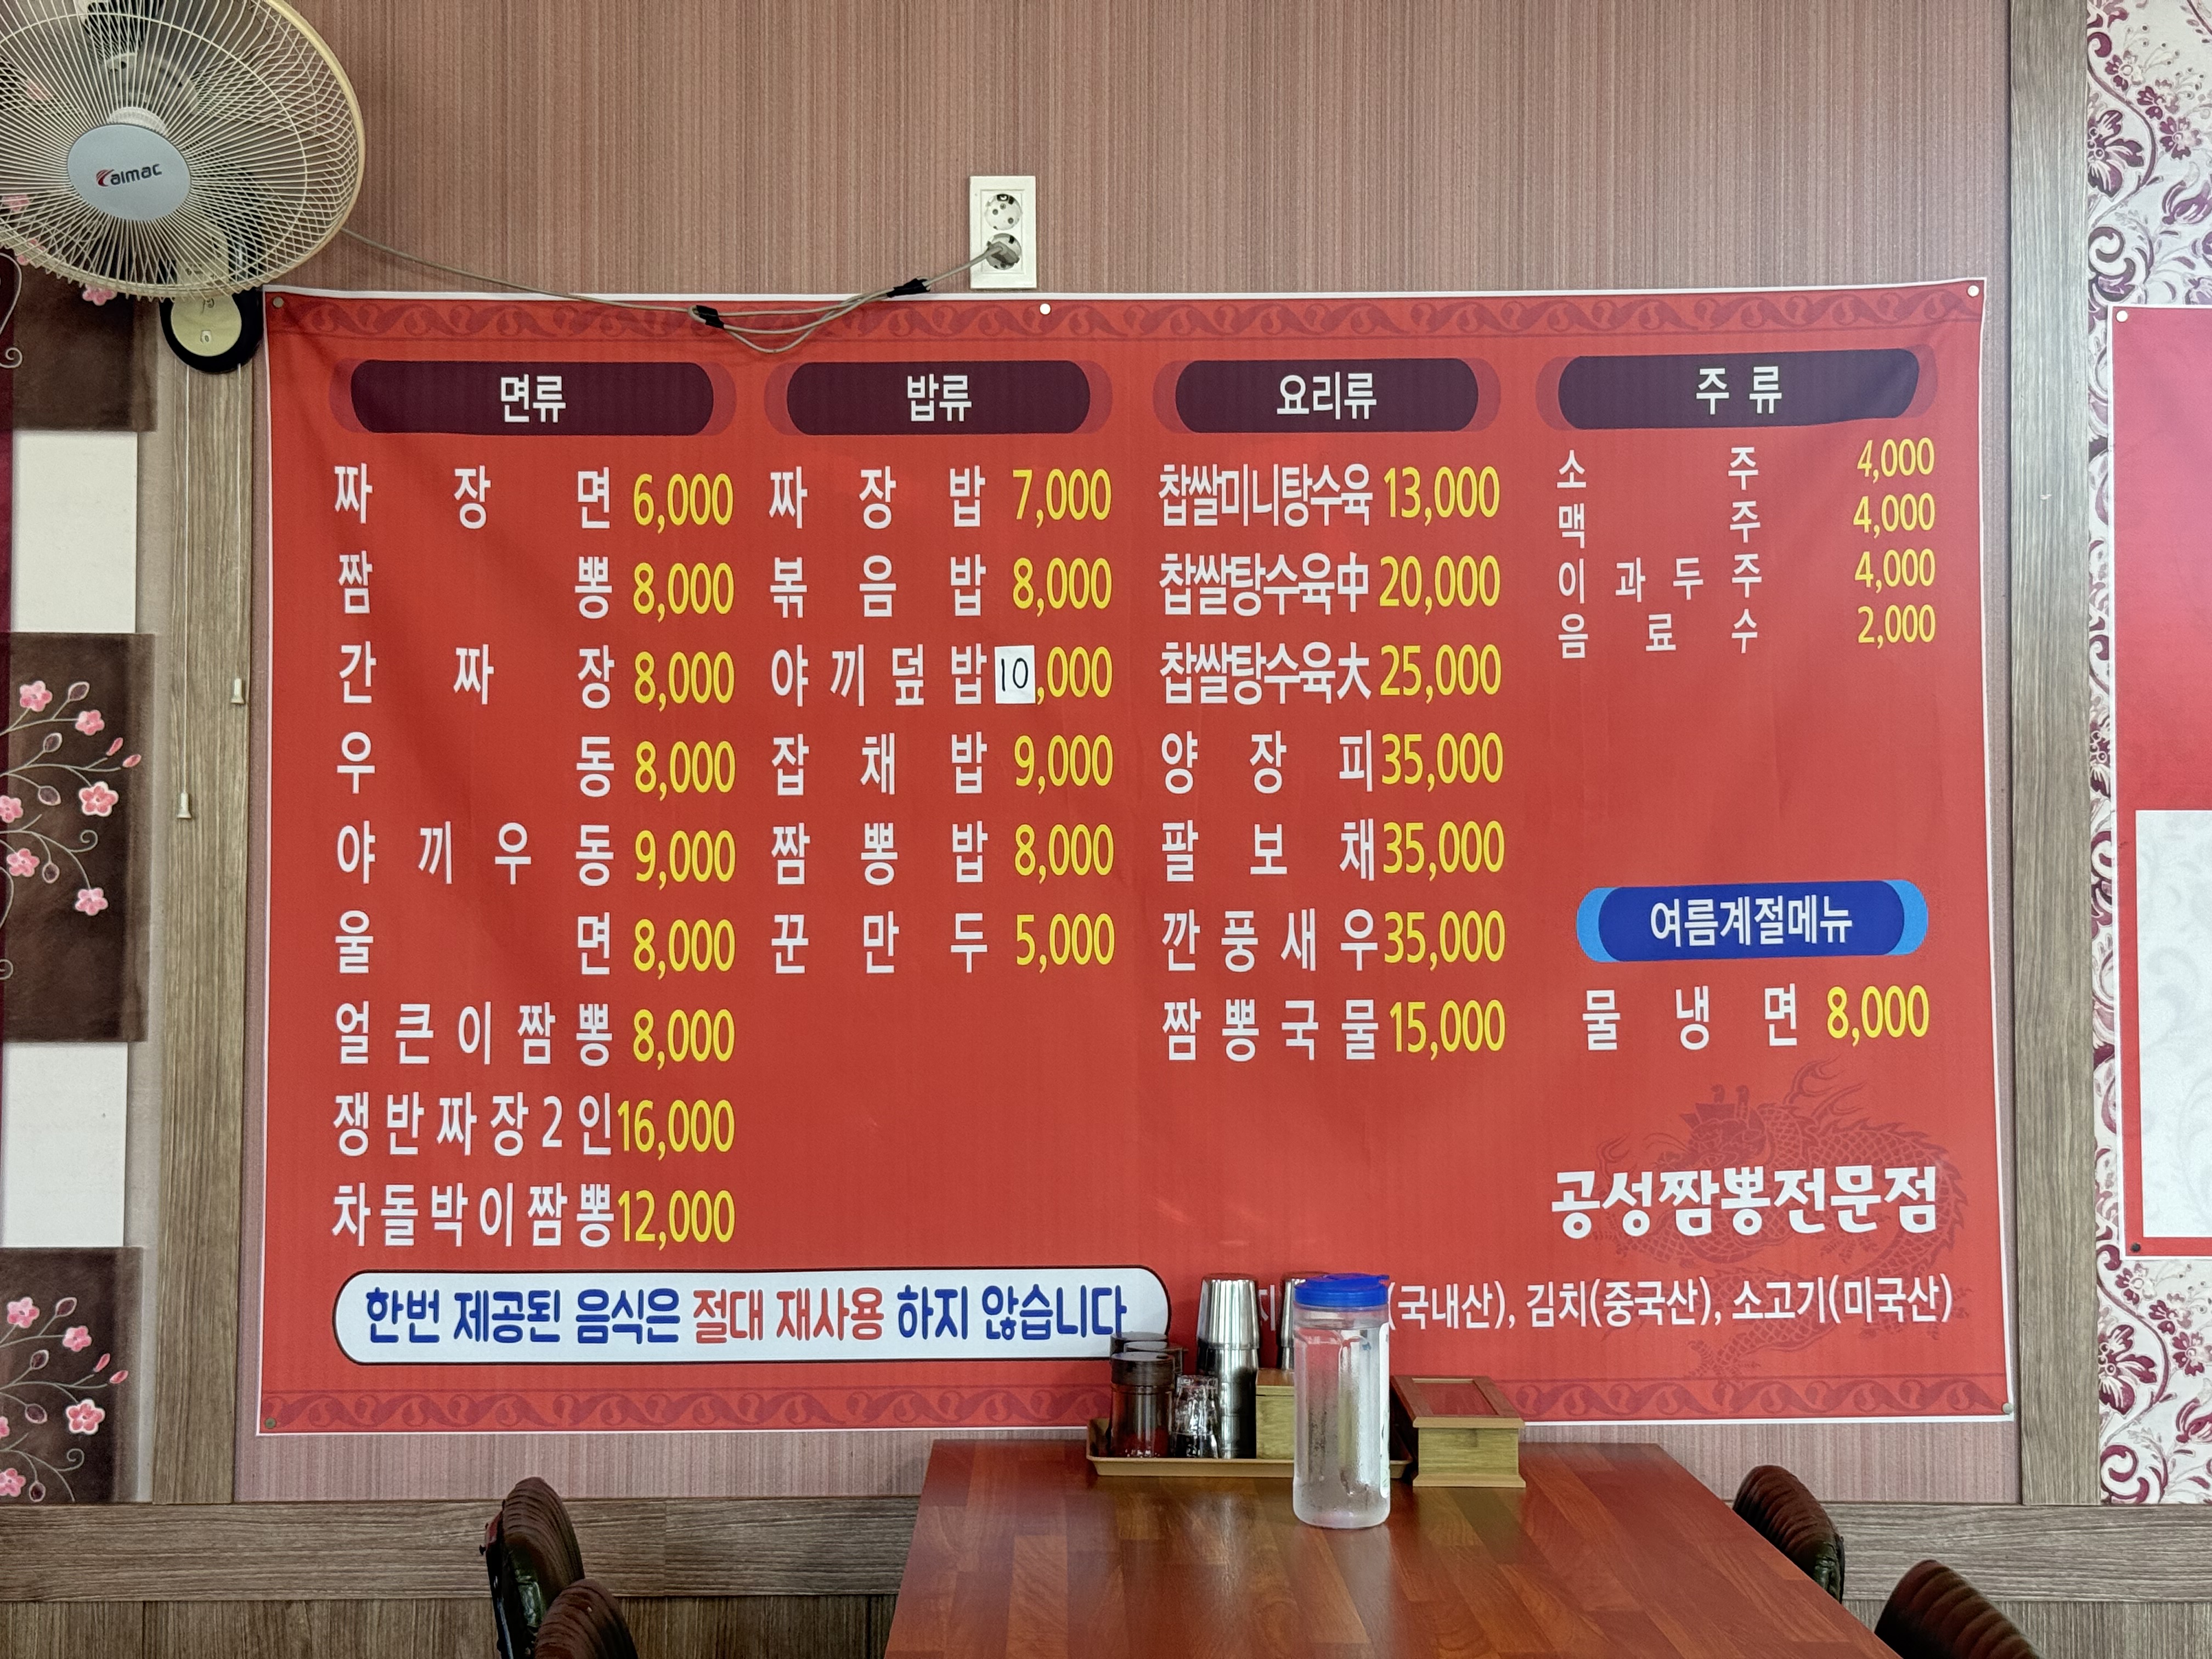 aimac
면류
짜장면 6,000
짬뽕 8,000
간짜장 8,000
우동 8,000
야끼우동 9,000
울면 8,000
얼큰이짬뽕 8,000
쟁반짜장2인 16,000
차돌박이짬뽕 12,000
밥류
짜장밥 7,000
볶음밥 8,000
야끼덮밥 10,000
잡채밥 9,000
짬뽕밥 8,000
꾼만두 5,000
요리류
찹쌀미니탕수육 13,000
찹쌀탕수육中 20,000
찹쌀탕수육大 25,000
양장피 35,000
팔보채 35,000
깐풍새우 35,000
짬뽕국물 15,000
주류
소주 4,000
맥주 4,000
이과두주 4,000
음료수 2,000
여름계절메뉴
물냉면 8,000
공성짬뽕전문점
한번 제공된 음식은 절대 재사용 하지 않습니다
(국내산), 김치(중국산), 소고기(미국산)